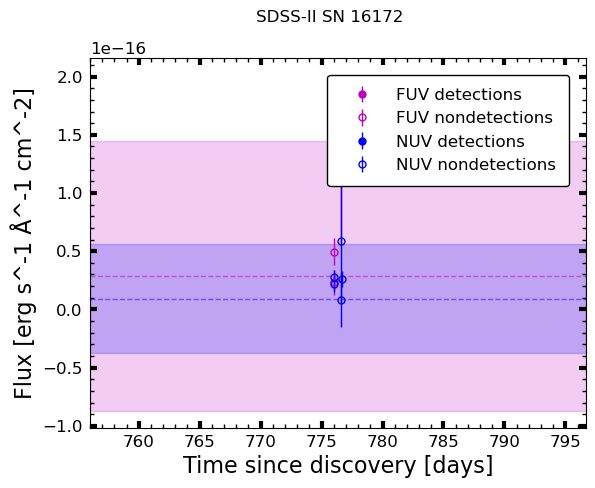 SDSS-II SN 16172
1e−16
FUV detections
FUV nondetections
NUV detections
NUV nondetections
2.0
1.5
1.0
0.5
0.0
−0.5
−1.0
Flux [erg s^-1 Å^-1 cm^-2]
760 765 770 775 780 785 790 795
Time since discovery [days]